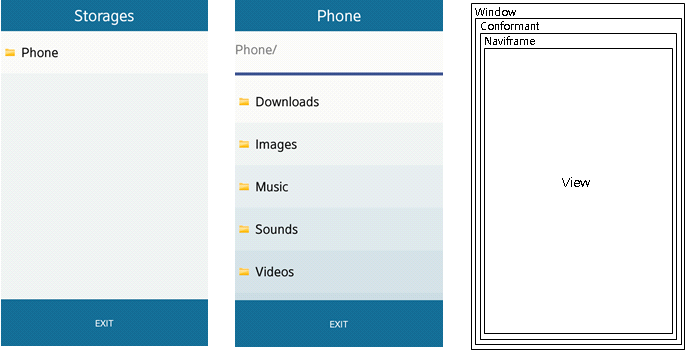 Storages
Phone
EXIT
Phone
Phone/
Downloads
Images
Music
Sounds
Videos
EXIT
Window
Conformant
Naviframe
View